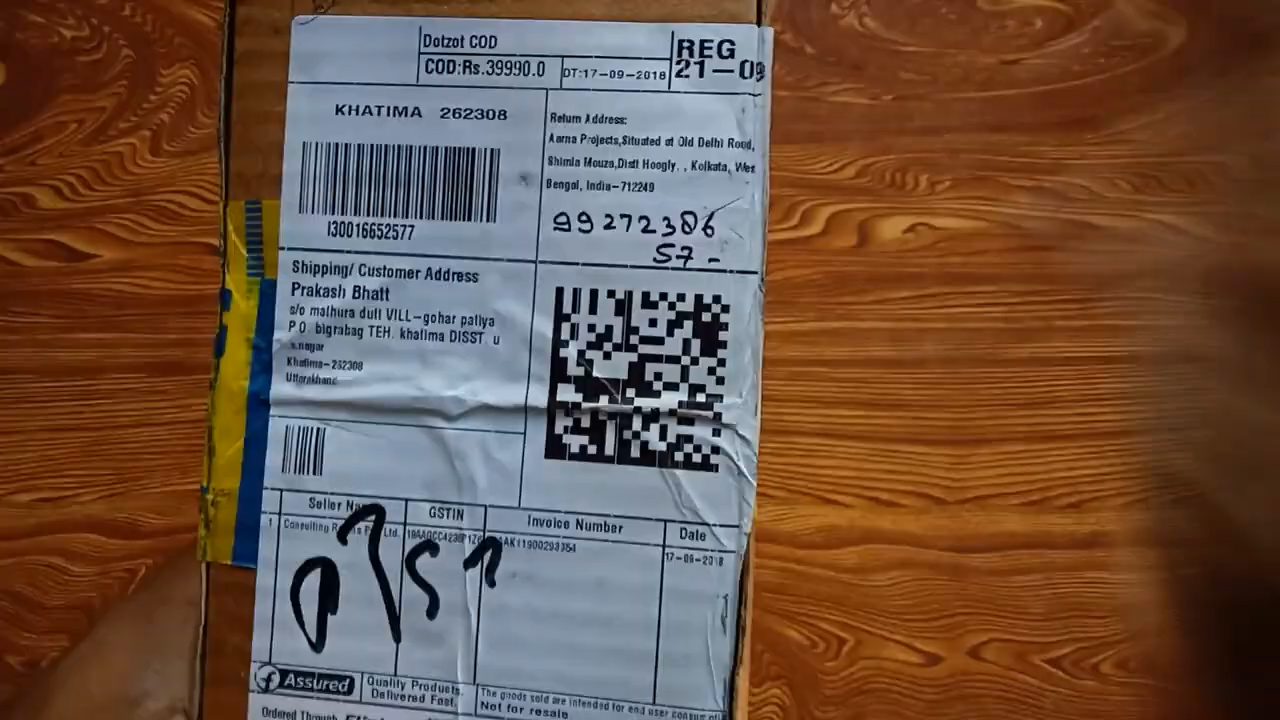 Dotzot COD
COD:Rs.39990.0
DT:17-09-2018
REG
21-09
KHATIMA 262308
I30016652577
Return Address:
Aarna Projects,Situated at Old Delhi Road,
Shimla Mouza,Distt Hoogly. , Kolkata, Wes
Bengal, India-712249
99272386
57-
Shipping/ Customer Address
Prakash Bhatt
s/o mathura dutt VILL-gohar patiya
P.O. bigrabag TEH. khatima DISST. u
s.nagar
Khatima-262308
Uttarakhand
Seller GSTIN Invoice Number Date
1 Consulting Ltd. 17-09-2018
f Assured
Quality Products.
Delivered Fast.
The goods sold are intended for end user
Not for resale
Ordered Through